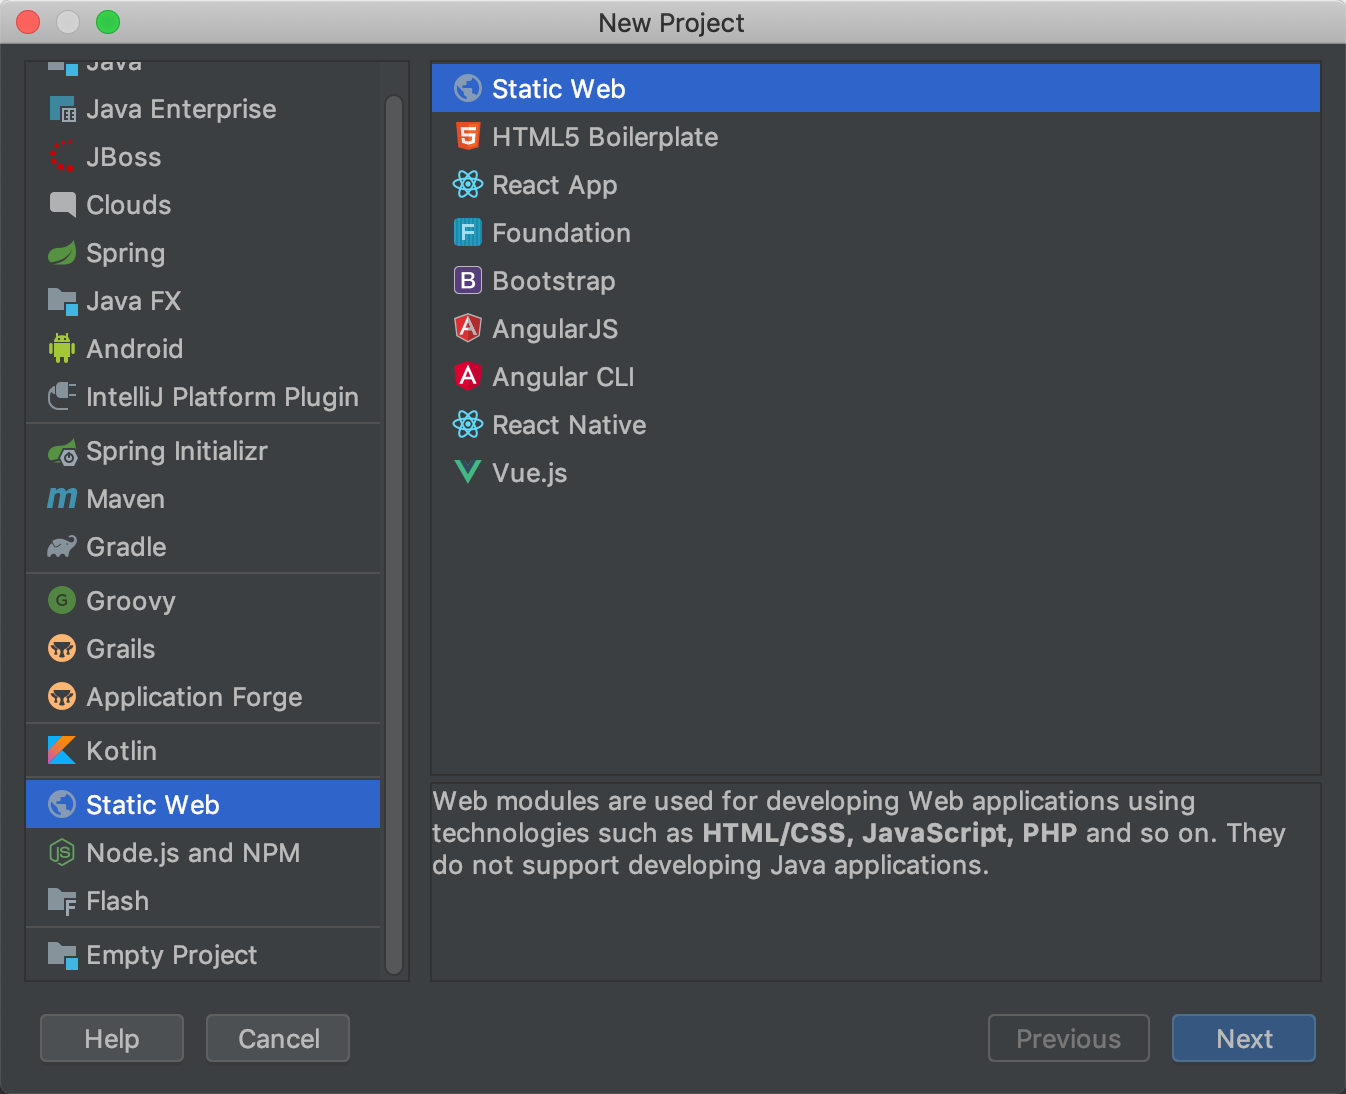 New Project
Java
Java Enterprise
JBoss
Clouds
Spring
Java FX
Android
IntelliJ Platform Plugin
Spring Initializr
Maven
Gradle
Groovy
Grails
Application Forge
Kotlin
Static Web
Node.js and NPM
Flash
Empty Project
Static Web
HTML5 Boilerplate
React App
Foundation
Bootstrap
AngularJS
Angular CLI
React Native
Vue.js
Web modules are used for developing Web applications using
technologies such as HTML/CSS, JavaScript, PHP and so on. They
do not support developing Java applications.
Help
Cancel
Previous
Next